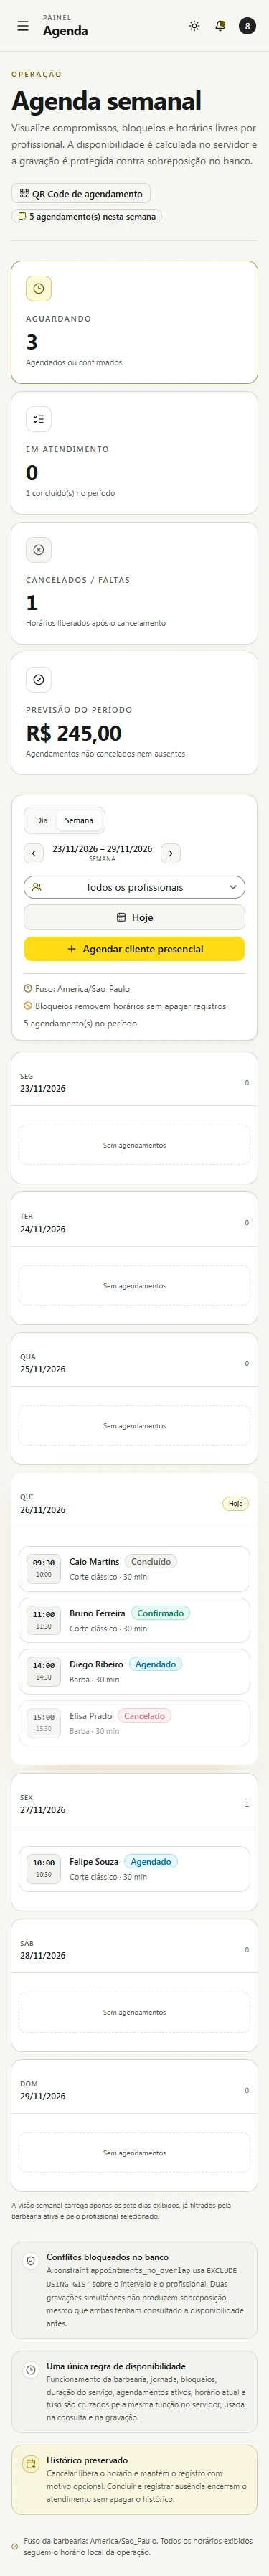 PAINEL
Agenda
8
OPERAÇÃO
Agenda semanal
Visualize compromissos, bloqueios e horários livres por
profissional. A disponibilidade é calculada no servidor e
a gravação é protegida contra sobreposição no banco.
QR Code de agendamento
5 agendamento(s) nesta semana
AGUARDANDO
3
Agendados ou confirmados
EM ATENDIMENTO
0
1 concluído(s) no período
CANCELADOS / FALTAS
1
Horários liberados após o cancelamento
PREVISÃO DO PERÍODO
R$ 245,00
Agendamentos não cancelados nem ausentes
Dia
Semana
23/11/2026 – 29/11/2026
SEMANA
Todos os profissionais
Hoje
Agendar cliente presencial
Fuso: America/Sao_Paulo
Bloqueios removem horários sem apagar registros
5 agendamento(s) no período
SEG
23/11/2026
0
Sem agendamentos
TER
24/11/2026
0
Sem agendamentos
QUA
25/11/2026
0
Sem agendamentos
QUI
26/11/2026
Hoje
09:30
10:00
Caio Martins
Concluído
Corte clássico · 30 min
11:00
11:30
Bruno Ferreira
Confirmado
Corte clássico · 30 min
14:00
14:30
Diego Ribeiro
Agendado
Barba · 30 min
15:00
15:30
Elisa Prado
Cancelado
Barba · 30 min
SEX
27/11/2026
1
10:00
10:30
Felipe Souza
Agendado
Corte clássico · 30 min
SÁB
28/11/2026
0
Sem agendamentos
DOM
29/11/2026
0
Sem agendamentos
A visão semanal carrega apenas os sete dias exibidos, já filtrados pela
barbearia ativa e pelo profissional selecionado.
Conflitos bloqueados no banco
A constraint appointments_no_overlap usa EXCLUDE
USING GIST sobre o intervalo e o profissional. Duas
gravações simultâneas não produzem sobreposição,
mesmo que ambas tenham consultado a disponibilidade
antes.
Uma única regra de disponibilidade
Funcionamento da barbearia, jornada, bloqueios,
duração do serviço, agendamentos ativos, horário atual e
fuso são cruzados pela mesma função no servidor, usada
na consulta e na gravação.
Histórico preservado
Cancelar libera o horário e mantém o registro com
motivo opcional. Concluir e registrar ausência encerram o
atendimento sem apagar o histórico.
Fuso da barbearia: America/Sao_Paulo. Todos os horários exibidos
seguem o horário local da operação.